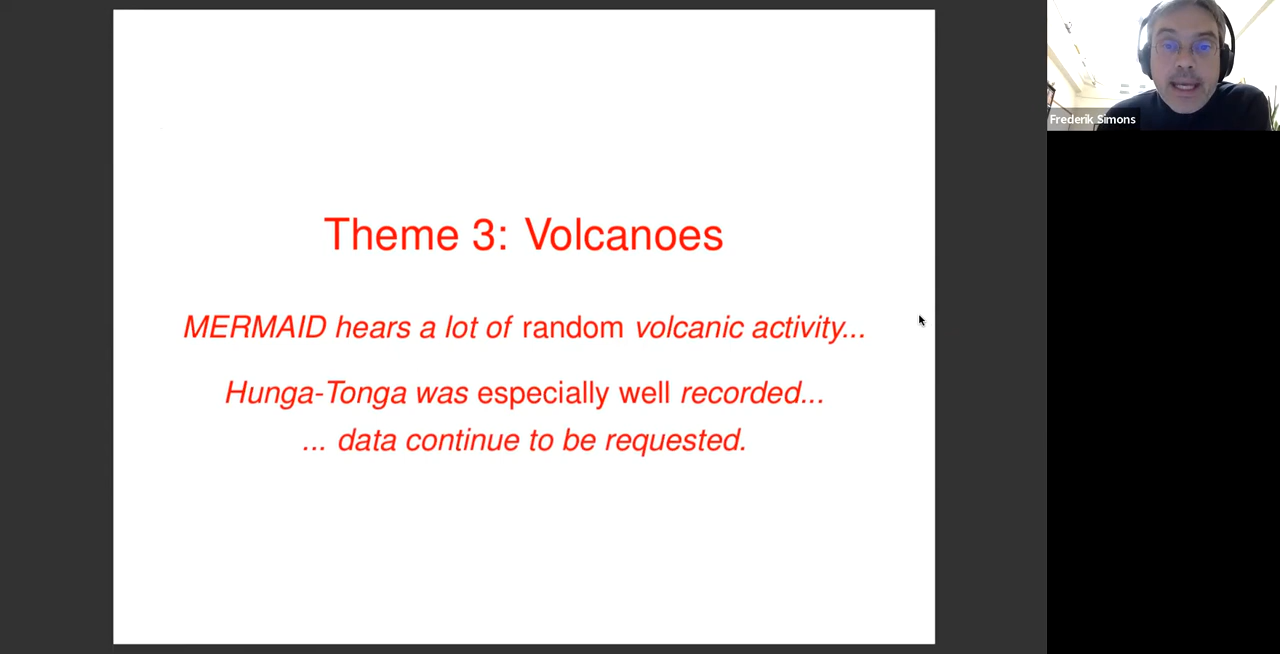 Theme 3: Volcanoes
MERMAID hears a lot of random volcanic activity...
Hunga-Tonga was especially well recorded...
... data continue to be requested.
Frederik Simons